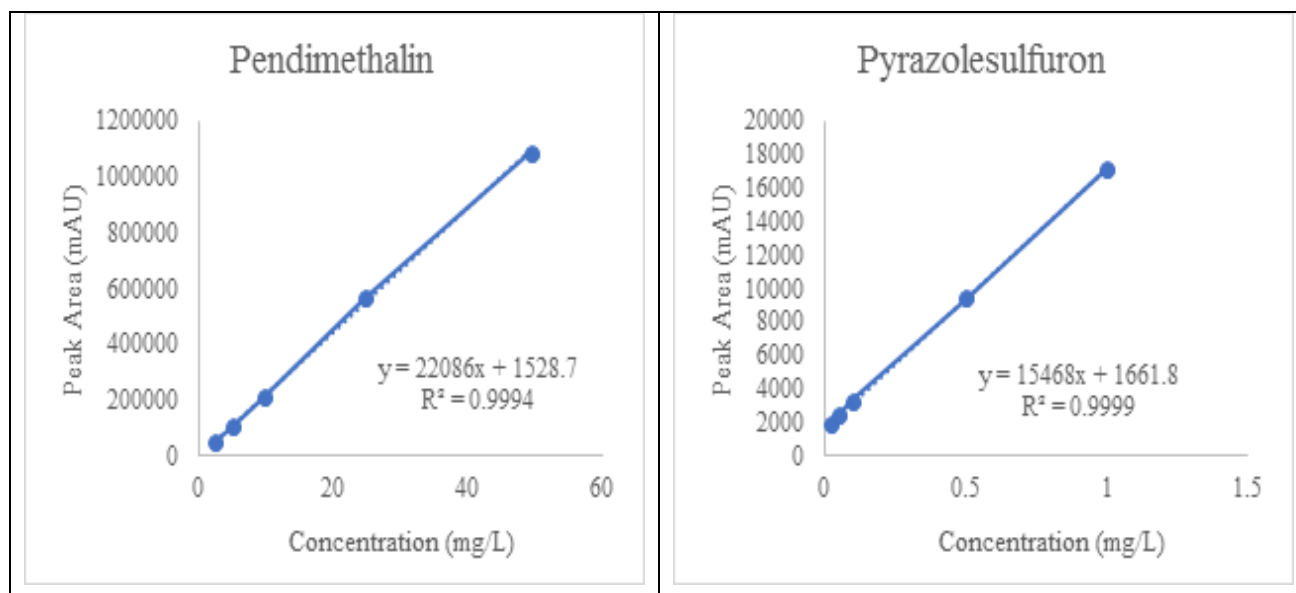 Pendimethalin
1200000
1000000
800000
600000
400000
200000
0
Peak Area (mAU)
y = 22086x + 1528.7
R² = 0.9994
0 20 40 60
Concentration (mg/L)
Pyrazolesulfuron
20000
18000
16000
14000
12000
10000
8000
6000
4000
2000
0
Peak Area (mAU)
y = 15468x + 1661.8
R² = 0.9999
0 0.5 1 1.5
Concentration (mg/L)